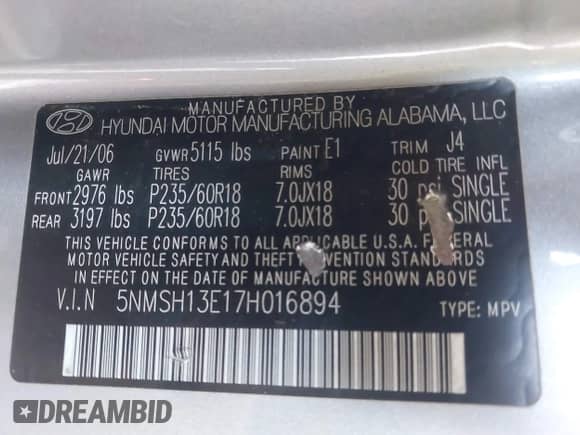 MANUFACTURED BY
HYUNDAI MOTOR MANUFACTURING ALABAMA, LLC
Jul/21/06 GVWR 5115 lbs PAINT E1 TRIM J4
GAWR TIRES RIMS COLD TIRE INFL
FRONT 2976 lbs P235/60R18 7.0JX18 30 psi, SINGLE
REAR 3197 lbs P235/60R18 7.0JX18 30 SINGLE
THIS VEHICLE CONFORMS TO ALL APPLICABLE U.S.A FEDERAL
MOTOR VEHICLE SAFETY AND THEFT PREVENTION STANDARDS
IN EFFECT ON THE DATE OF MANUFACTURE SHOWN ABOVE.
V.I.N 5NMSH13E17H016894 TYPE: MPV
DREAMBID